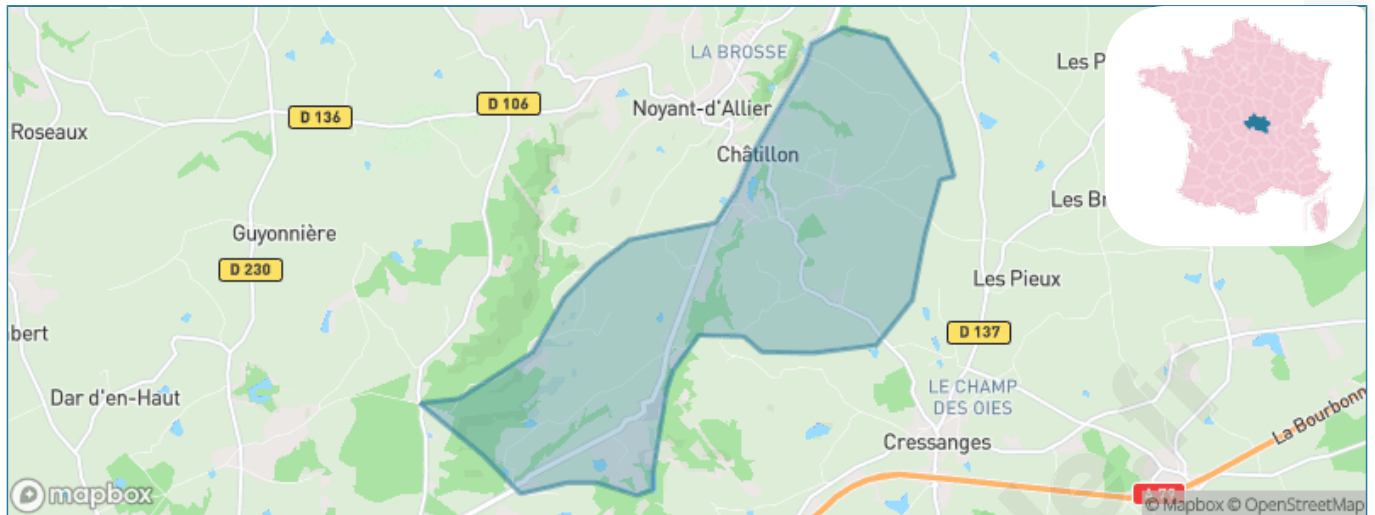 LA BROSSE
Les P
D 106
Noyant-d'Allier
D 136
Roseaux
Châtillon
Les Br
Guyonnière
D 230
Les Pieux
bert
D 137
Dar d'en-Haut
LE CHAMP
DES OIES
Cressanges
La Bourbonn
A 79
mapbox
© Mapbox © OpenStreetMap